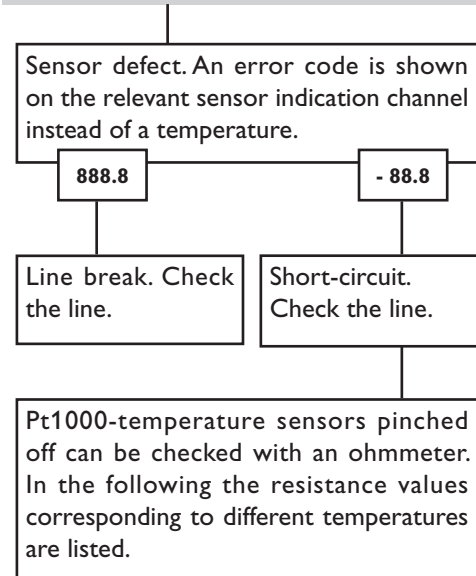 Sensor defect. An error code is shown
on the relevant sensor indication channel
instead of a temperature.
888.8
- 88.8
Line break. Check
the line.
Short-circuit.
Check the line.
Pt1000-temperature sensors pinched
off can be checked with an ohmmeter.
In the following the resistance values
corresponding to different temperatures
are listed.